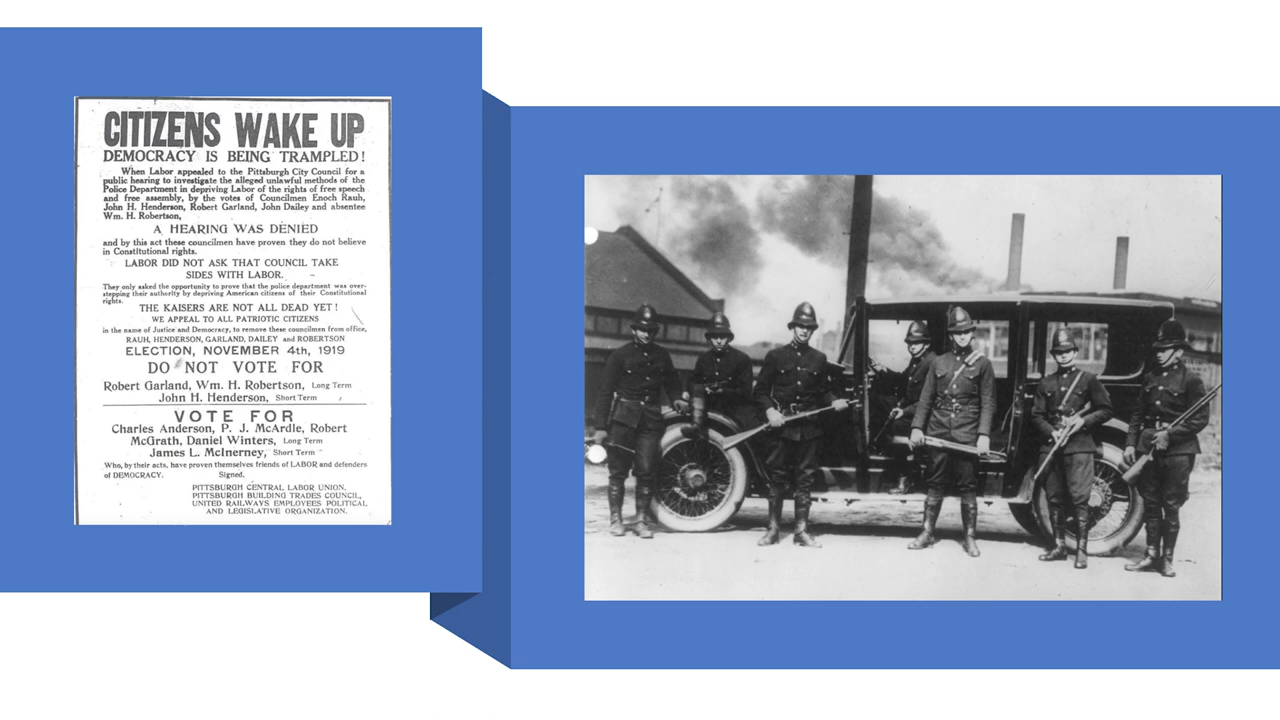 CITIZENS WAKE UP
DEMOCRACY IS BEING TRAMPLED!
When Labor appealed to the Pittsburgh City Council for a
public hearing to investigate the alleged unlawful methods of the
Police Department in depriving Labor of the rights of free speech
and free assembly, by the votes of Councilmen Enoch Rauh,
John H. Henderson, Robert Garland, John Dailey and absentee
Wm. H. Robertson,
A HEARING WAS DENIED
and by this act these councilmen have proven they do not believe
in Constitutional rights.
LABOR DID NOT ASK THAT COUNCIL TAKE
SIDES WITH LABOR.
They only asked the opportunity to prove that the police department was over-
stepping their authority by depriving American citizens of their Constitutional
rights.
THE KAISERS ARE NOT ALL DEAD YET!
WE APPEAL TO ALL PATRIOTIC CITIZENS
in the name of Justice and Democracy, to remove these councilmen from office,
RAUH, HENDERSON, GARLAND, DAILEY and ROBERTSON
ELECTION, NOVEMBER 4th, 1919
DO NOT VOTE FOR
Robert Garland, Wm. H. Robertson, Long Term
John H. Henderson, Short Term
VOTE FOR
Charles Anderson, P. J. McArdle, Robert
McGrath, Daniel Winters, Long Term
James L. McInerney, Short Term
Who, by their acts, have proven themselves friends of LABOR and defenders
of DEMOCRACY. Signed,
PITTSBURGH CENTRAL LABOR UNION.
PITTSBURGH BUILDING TRADES COUNCIL,
UNITED RAILWAYS EMPLOYEES POLITICAL
AND LEGISLATIVE ORGANIZATION.